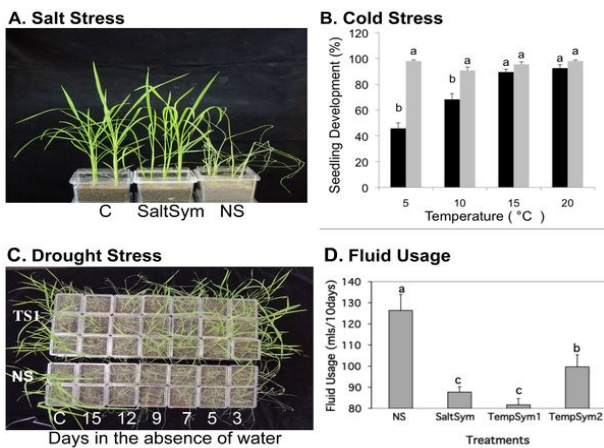 A. Salt Stress
C SaltSym NS
B. Cold Stress
Seedling Development (%)
120
100
80
60
40
20
0
b a
b a
a a
a a
5 10 15 20
Temperature ( °C )
C. Drought Stress
TS1
NS
C 15 12 9 7 5 3
Days in the absence of water
D. Fluid Usage
Fluid Usage (mls/10days)
140
130
120
110
100
90
80
a
c
c
b
NS SaltSym TempSym1 TempSym2
Treatments